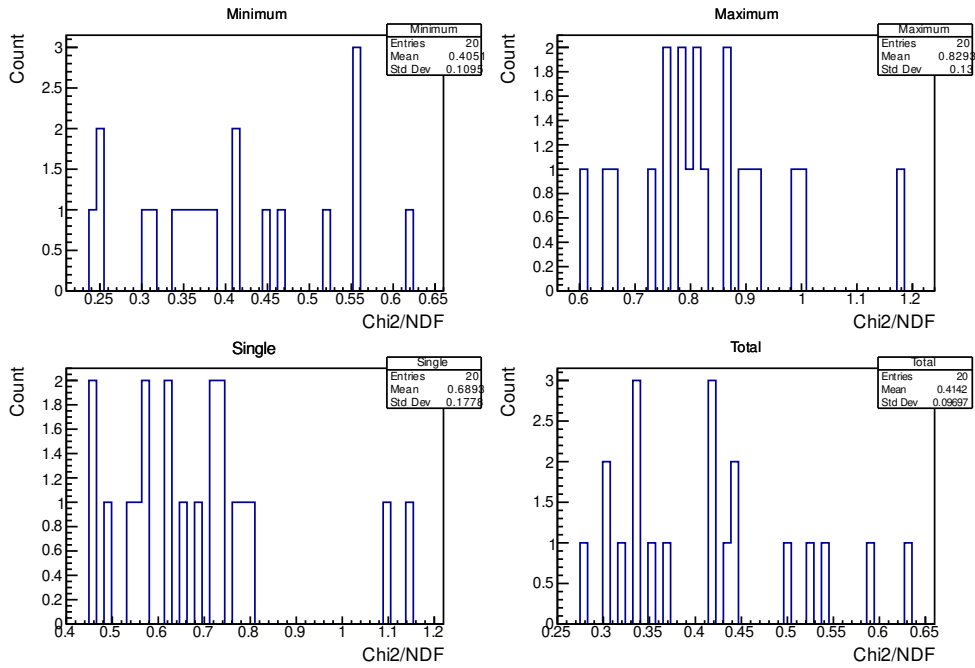 Minimum
Minimum
Entries 20
Mean 0.4051
Std Dev 0.1095
Count
3
2.5
2
1.5
1
0.5
0
0.25 0.3 0.35 0.4 0.45 0.5 0.55 0.6 0.65
Chi2/NDF
Maximum
Maximum
Entries 20
Mean 0.8293
Std Dev 0.13
Count
2
1.8
1.6
1.4
1.2
1
0.8
0.6
0.4
0.2
0
0.6 0.7 0.8 0.9 1 1.1 1.2
Chi2/NDF
Single
Single
Entries 20
Mean 0.6893
Std Dev 0.1778
Count
2
1.8
1.6
1.4
1.2
1
0.8
0.6
0.4
0.2
0
0.4 0.5 0.6 0.7 0.8 0.9 1 1.1 1.2
Chi2/NDF
Total
Total
Entries 20
Mean 0.4142
Std Dev 0.09697
Count
3
2.5
2
1.5
1
0.5
0
0.25 0.3 0.35 0.4 0.45 0.5 0.55 0.6 0.65
Chi2/NDF